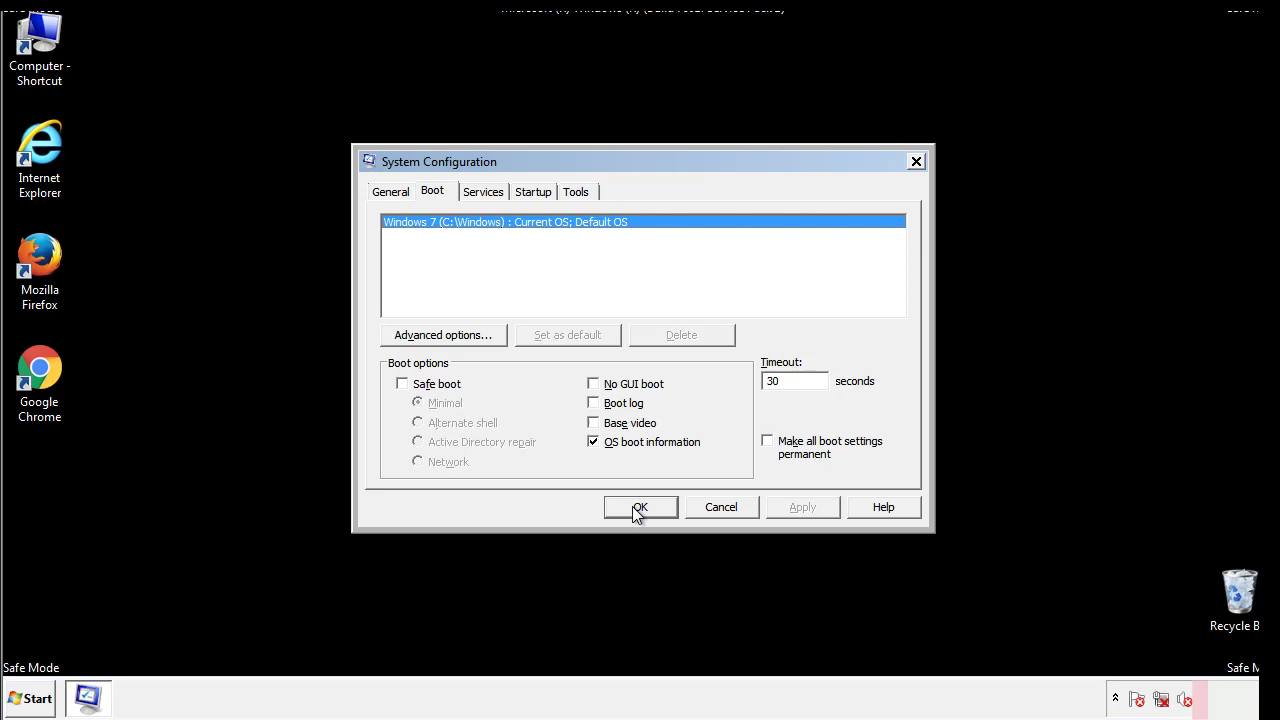 Computer -
Shortcut
Internet
Explorer
Mozilla
Firefox
Google
Chrome
System Configuration
General Boot Services Startup Tools
Windows 7 (C:\Windows) : Current OS; Default OS
Advanced options... Set as default Delete
Boot options
Timeout:
30 seconds
Safe boot
Minimal
Alternate shell
Active Directory repair
Network
No GUI boot
Boot log
Base video
OS boot information
Make all boot settings
permanent
OK Cancel Apply Help
Recycle B
Safe Mode
Safe M
Start